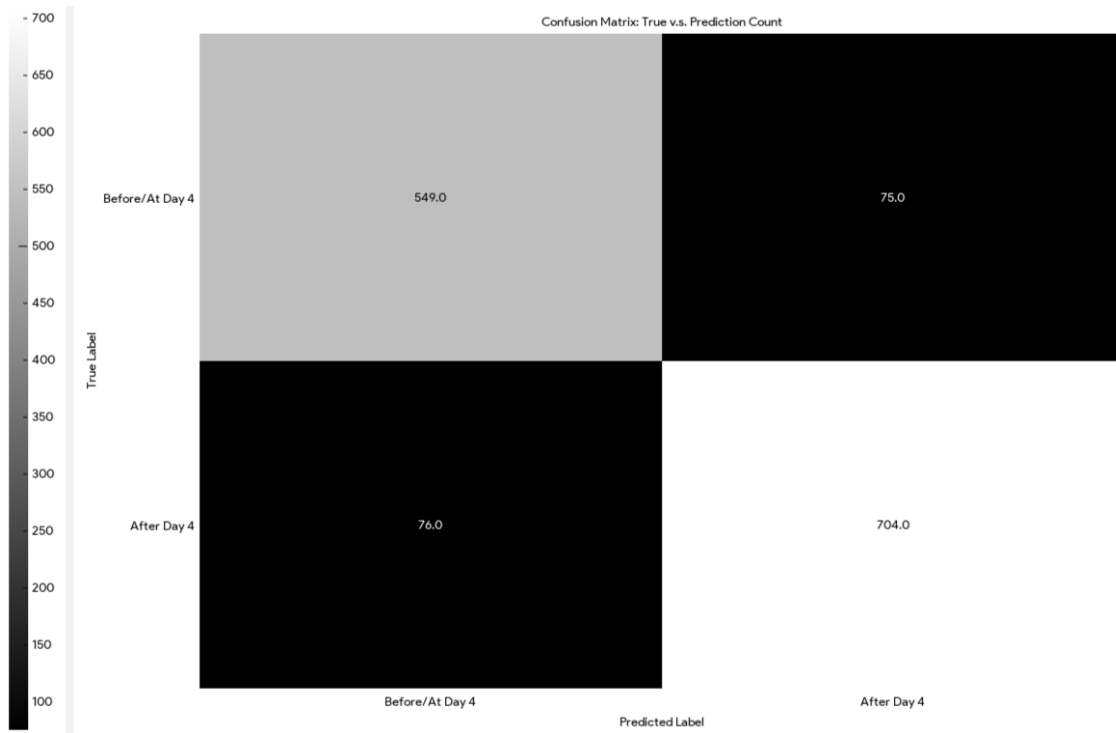 Confusion Matrix: True v.s. Prediction Count
700
650
600
550
500
450
400
350
300
250
200
150
100
True Label
Before/At Day 4
549.0
75.0
After Day 4
76.0
704.0
Before/At Day 4
After Day 4
Predicted Label